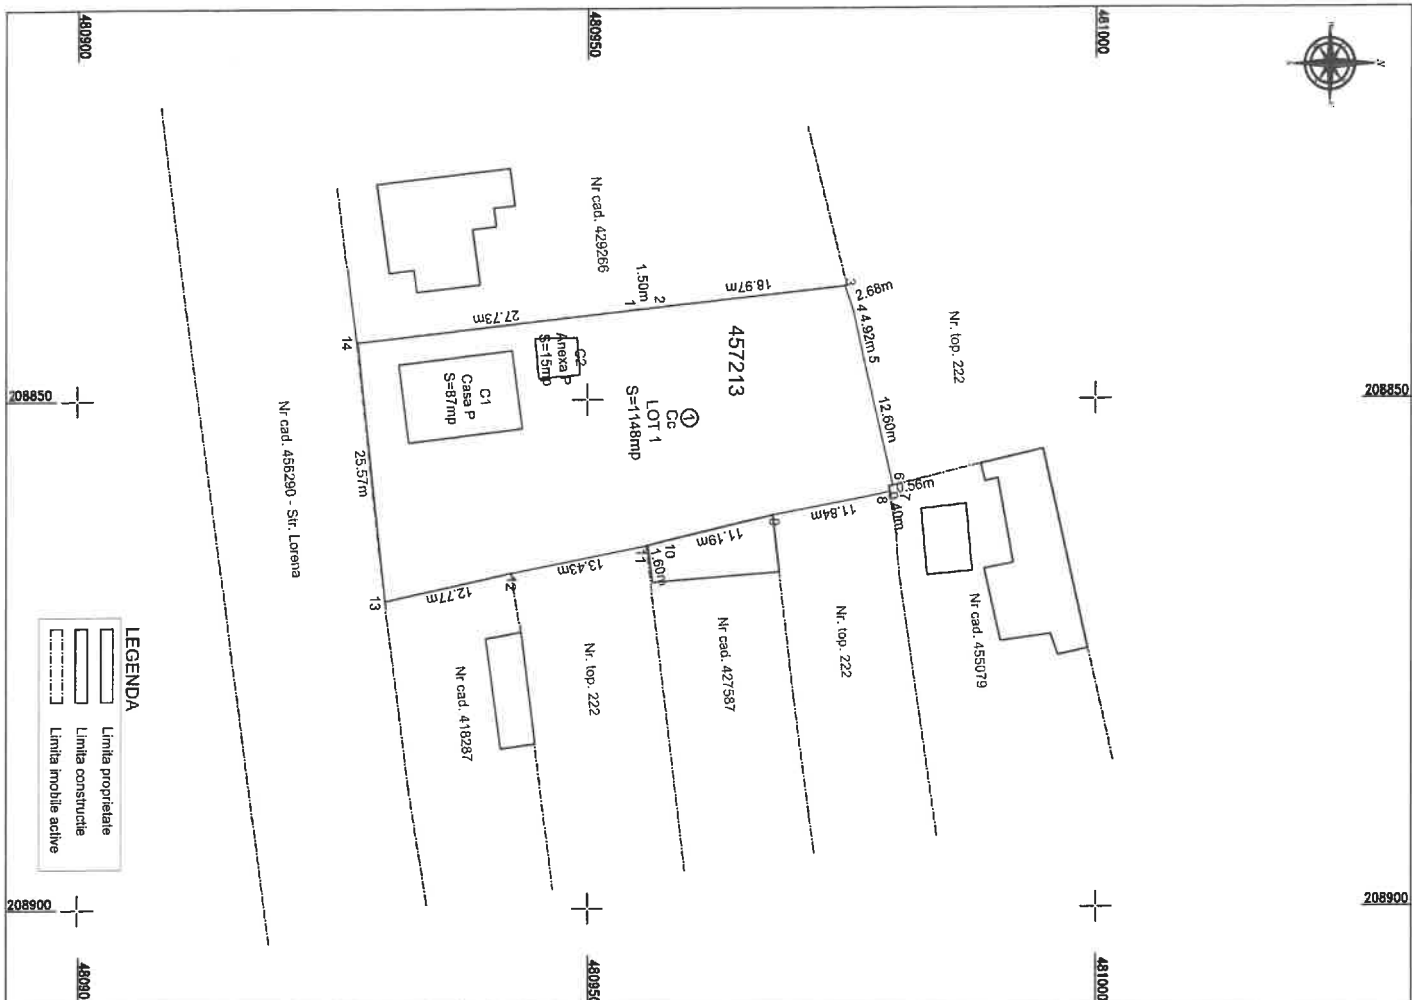 480900
480950
481000
N
208850
208850
208900
208900
48090
48095
481000
Nr cad. 429266
Nr. top. 222
1.50m
1
2
18.97m
3
2.68m
4
4.92m
5
12.60m
6
0.56m
7
0.40m
8
11.84m
9
11.19m
10
1.60m
11
13.43m
12
12.77m
13
25.57m
14
27.73m
457213
1
Cc
LOT 1
S=1148mp
C2
Anexa P
S=15mp
C1
Casa P
S=87mp
Nr cad. 456290 - Str. Lorena
Nr cad. 455079
Nr. top. 222
Nr cad. 427587
Nr. top. 222
Nr cad. 418287
LEGENDA
Limita proprietate
Limita constructie
Limita imobile active